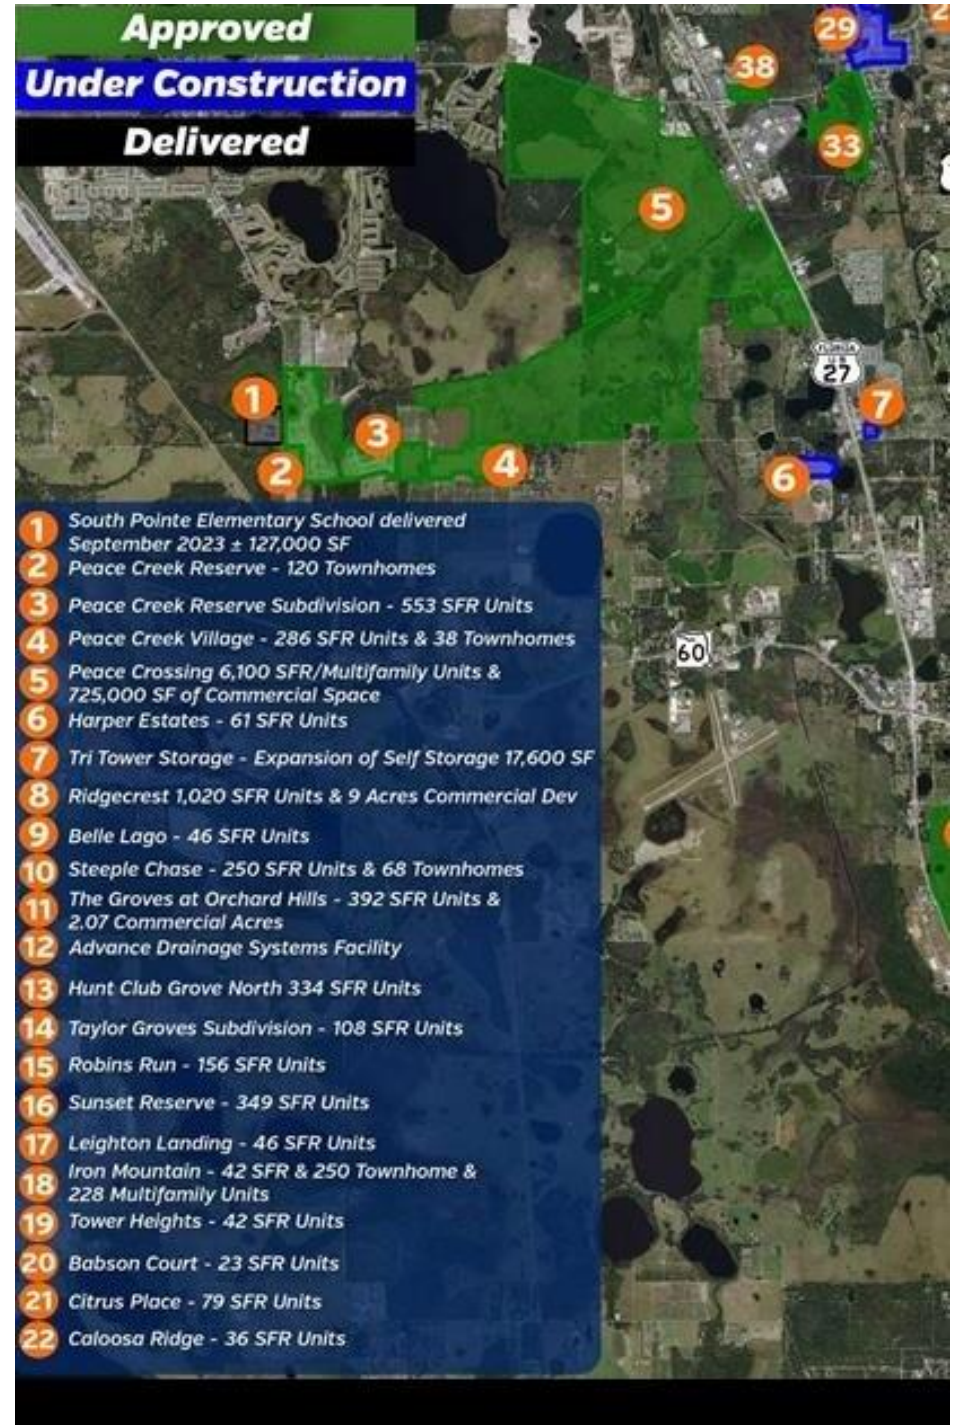 Approved
Under Construction
Delivered
29
2
38
33
5
FLORIDA
US
27
1
7
3
2
4
6
60
1 South Pointe Elementary School delivered
September 2023 ± 127,000 SF
2 Peace Creek Reserve - 120 Townhomes
3 Peace Creek Reserve Subdivision - 553 SFR Units
4 Peace Creek Village - 286 SFR Units & 38 Townhomes
5 Peace Crossing 6,100 SFR/Multifamily Units &
725,000 SF of Commercial Space
6 Harper Estates - 61 SFR Units
7 Tri Tower Storage - Expansion of Self Storage 17,600 SF
8 Ridgecrest 1,020 SFR Units & 9 Acres Commercial Dev
9 Belle Lago - 46 SFR Units
10 Steeple Chase - 250 SFR Units & 68 Townhomes
11 The Groves at Orchard Hills - 392 SFR Units &
2.07 Commercial Acres
12 Advance Drainage Systems Facility
13 Hunt Club Grove North 334 SFR Units
14 Taylor Groves Subdivision - 108 SFR Units
15 Robins Run - 156 SFR Units
16 Sunset Reserve - 349 SFR Units
17 Leighton Landing - 46 SFR Units
18 Iron Mountain - 42 SFR & 250 Townhome &
228 Multifamily Units
19 Tower Heights - 42 SFR Units
20 Babson Court - 23 SFR Units
21 Citrus Place - 79 SFR Units
22 Caloosa Ridge - 36 SFR Units